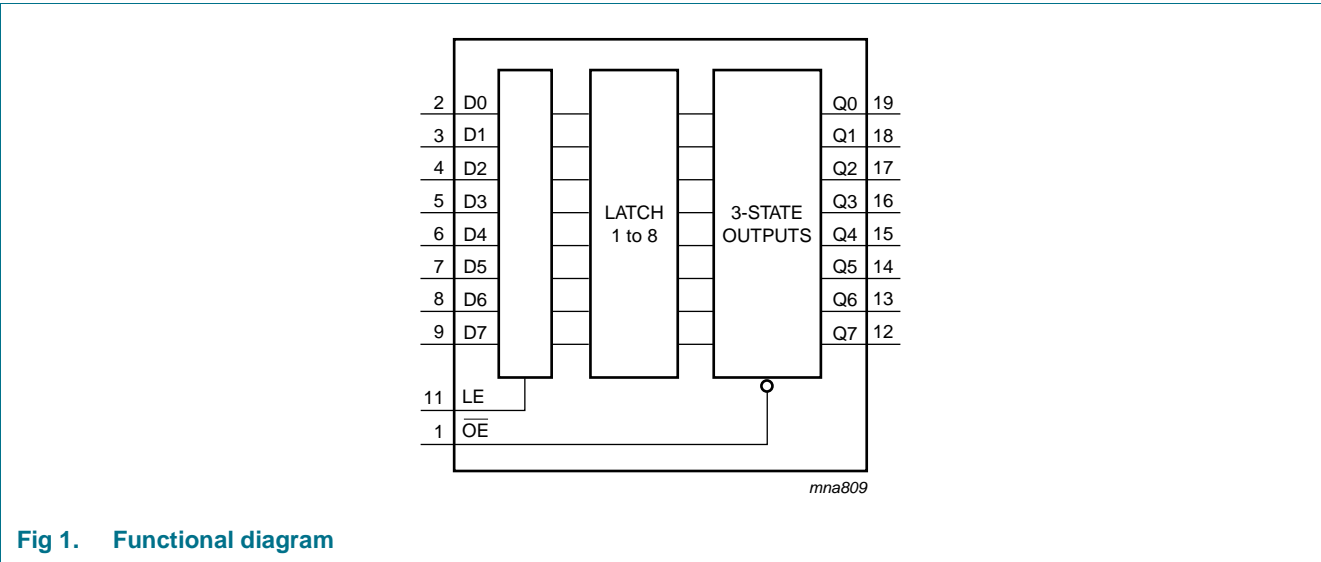 2 D0 Q0 19
3 D1 Q1 18
4 D2 Q2 17
5 D3 LATCH 3-STATE Q3 16
6 D4 1 to 8 OUTPUTS Q4 15
7 D5 Q5 14
8 D6 Q6 13
9 D7 Q7 12
11 LE
1 O̅E̅
mna809
Fig 1. Functional diagram